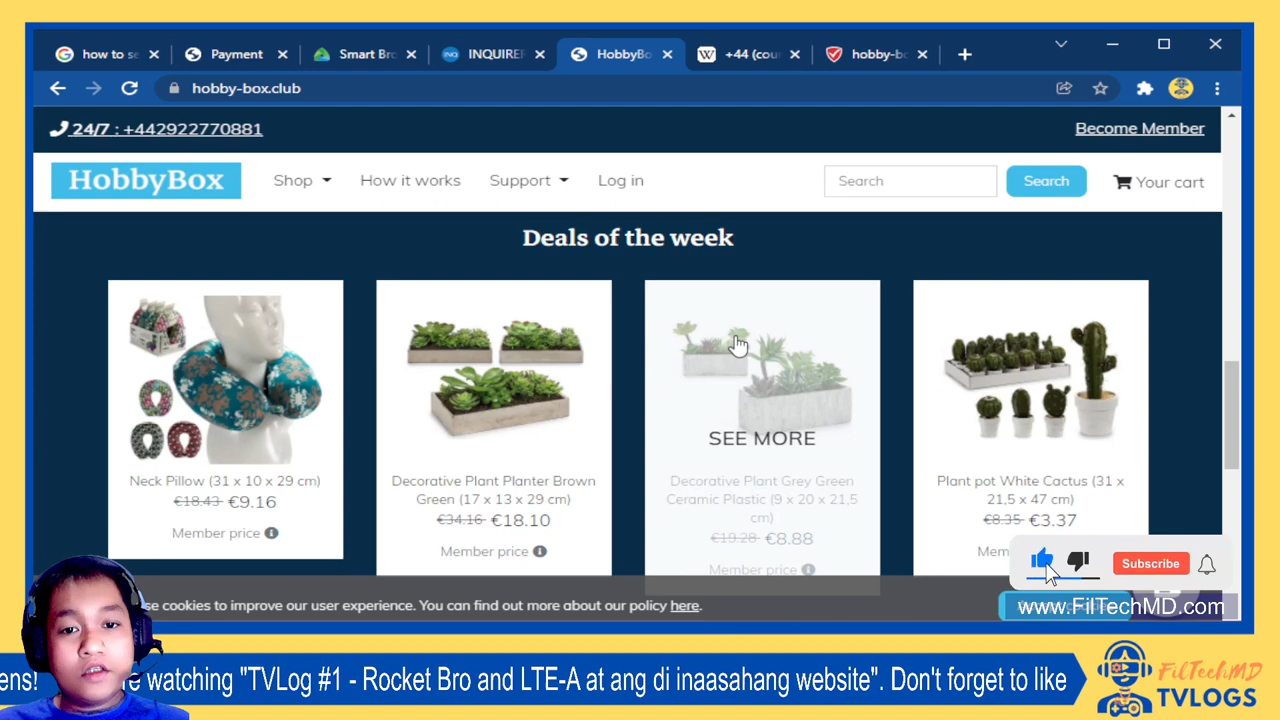 how to se
Payment
Smart Bro
INQUIRER
HobbyBo
+44 (cou
hobby-bo
hobby-box.club
24/7 : +442922770881
Become Member
HobbyBox
Shop
How it works
Support
Log in
Search
Search
Your cart
Deals of the week
SEE MORE
Neck Pillow (31 x 10 x 29 cm)
€18.43 €9.16
Member price
Decorative Plant Planter Brown
Green (17 x 13 x 29 cm)
€34.16 €18.10
Member price
Decorative Plant Grey Green
Ceramic Plastic (9 x 20 x 21,5
cm)
€19.28 €8.88
Member price
Plant pot White Cactus (31 x
21,5 x 47 cm)
€8.35 €3.37
Mem
Subscribe
se cookies to improve our user experience. You can find out more about our policy here.
www.FilTechMD.com
ens!
re watching "TVLog #1 - Rocket Bro and LTE-A at ang di inaasahang website". Don't forget to like
FilTechMD
TVLOGS